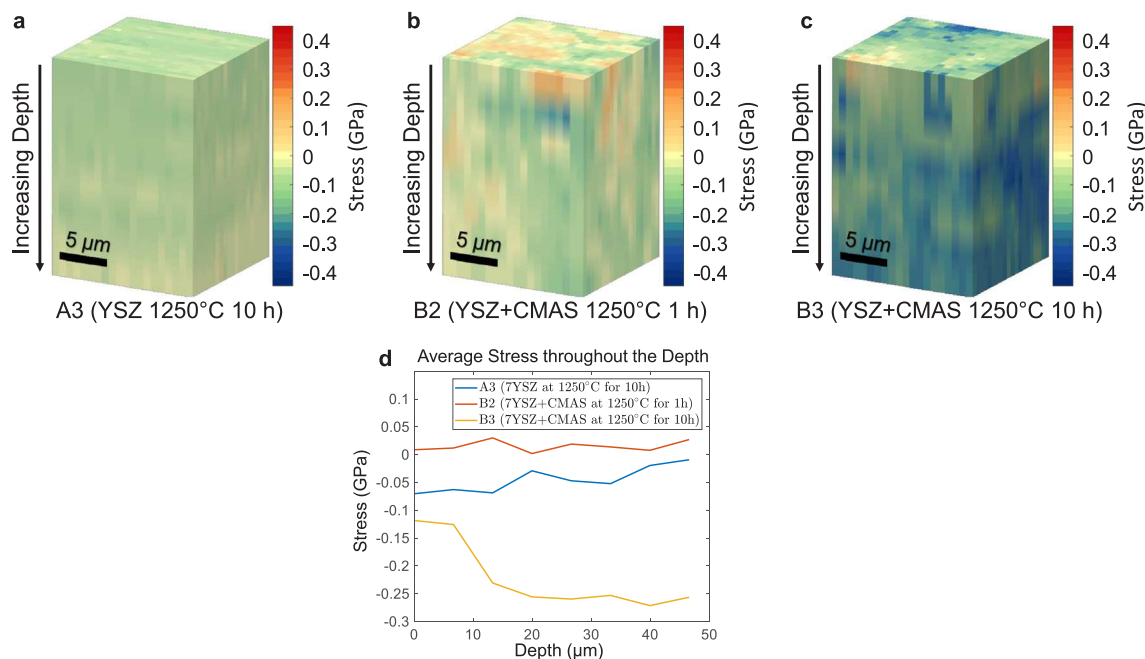 a
Increasing Depth
5 µm
0.4
0.3
0.2
0.1
0
-0.1
-0.2
-0.3
-0.4
Stress (GPa)
A3 (YSZ 1250°C 10 h)
b
Increasing Depth
5 µm
0.4
0.3
0.2
0.1
0
-0.1
-0.2
-0.3
-0.4
Stress (GPa)
B2 (YSZ+CMAS 1250°C 1 h)
c
Increasing Depth
5 µm
0.4
0.3
0.2
0.1
0
-0.1
-0.2
-0.3
-0.4
Stress (GPa)
B3 (YSZ+CMAS 1250°C 10 h)
d
Average Stress throughout the Depth
A3 (7YSZ at 1250°C for 10h)
B2 (7YSZ+CMAS at 1250°C for 1h)
B3 (7YSZ+CMAS at 1250°C for 10h)
0.1
0.05
0
-0.05
-0.1
-0.15
-0.2
-0.25
-0.3
Stress (GPa)
0 10 20 30 40 50
Depth (µm)